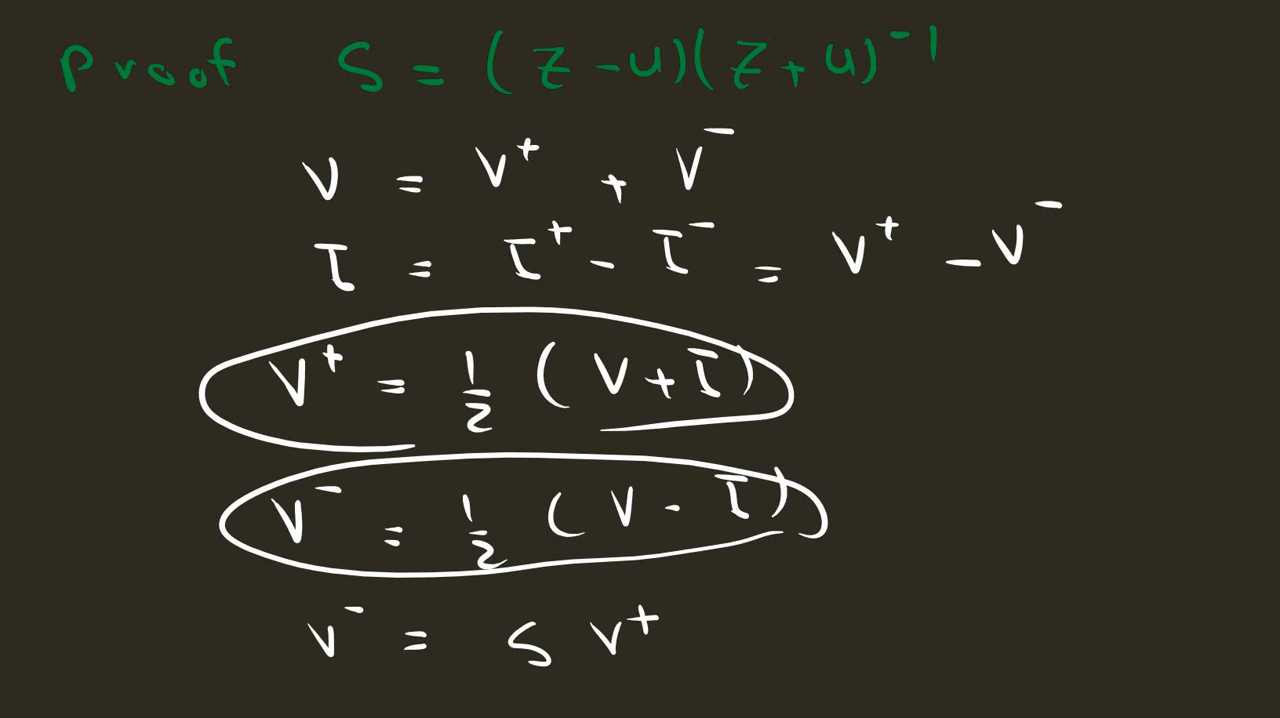 Proof S = (Z - U)(Z + U)⁻¹
V = V⁺ + V⁻
I = I⁺ - I⁻ = V⁺ - V⁻
V⁺ = 1/2 (V + I)
V⁻ = 1/2 (V - I)
V⁻ = S V⁺